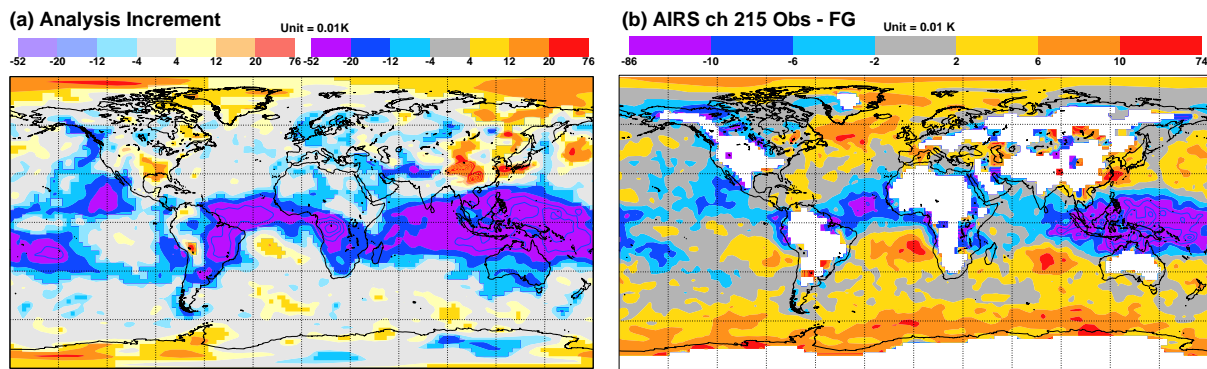 (a) Analysis Increment
Unit = 0.01K
-52 -20 -12 -4 4 12 20 76 -52 -20 -12 -4 4 12 20 76
(b) AIRS ch 215 Obs - FG
Unit = 0.01 K
-86 -10 -6 -2 2 6 10 74